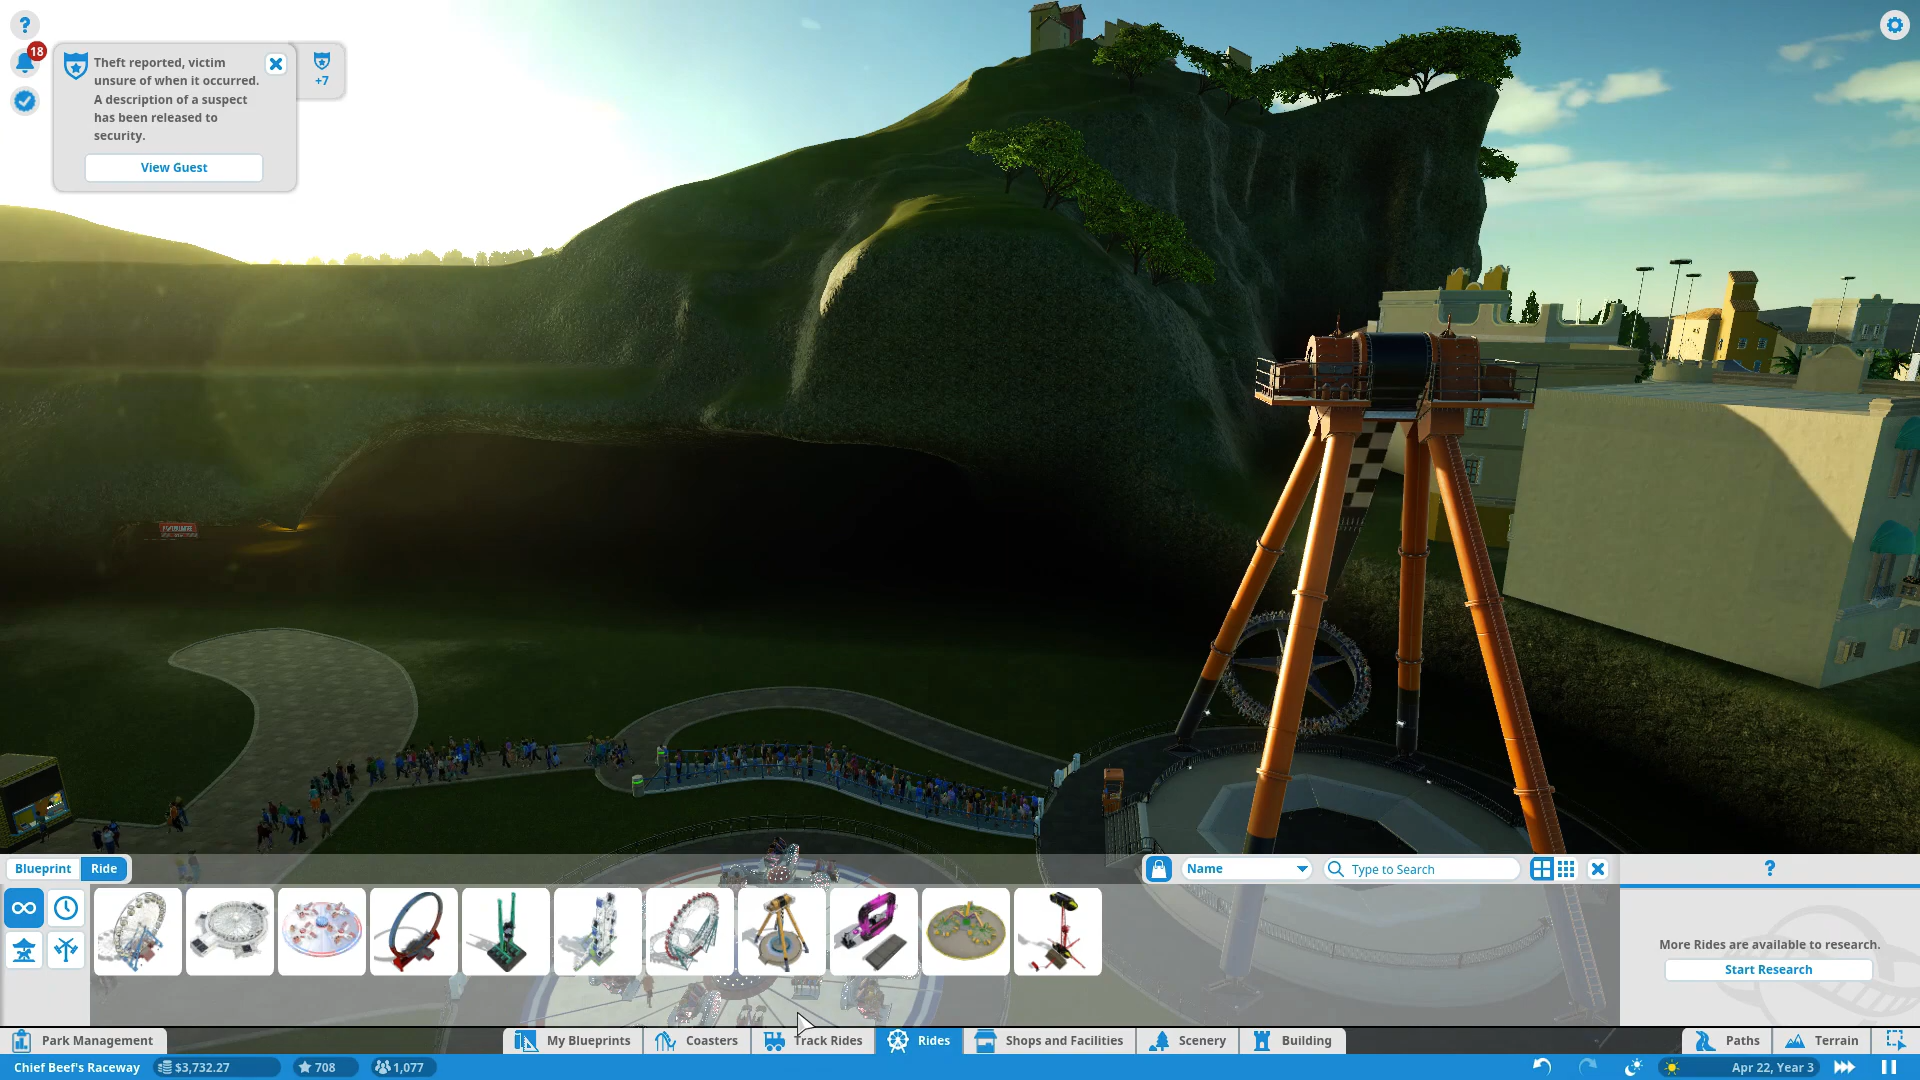 ?
18
Theft reported, victim
unsure of when it occurred.
A description of a suspect
has been released to
security.
View Guest
+7
Blueprint
Ride
Name
Type to Search
?
More Rides are available to research.
Start Research
Park Management
My Blueprints
Coasters
Track Rides
Rides
Shops and Facilities
Scenery
Building
Paths
Terrain
Chief Beef's Raceway
$3,732.27
708
1,077
Apr 22, Year 3